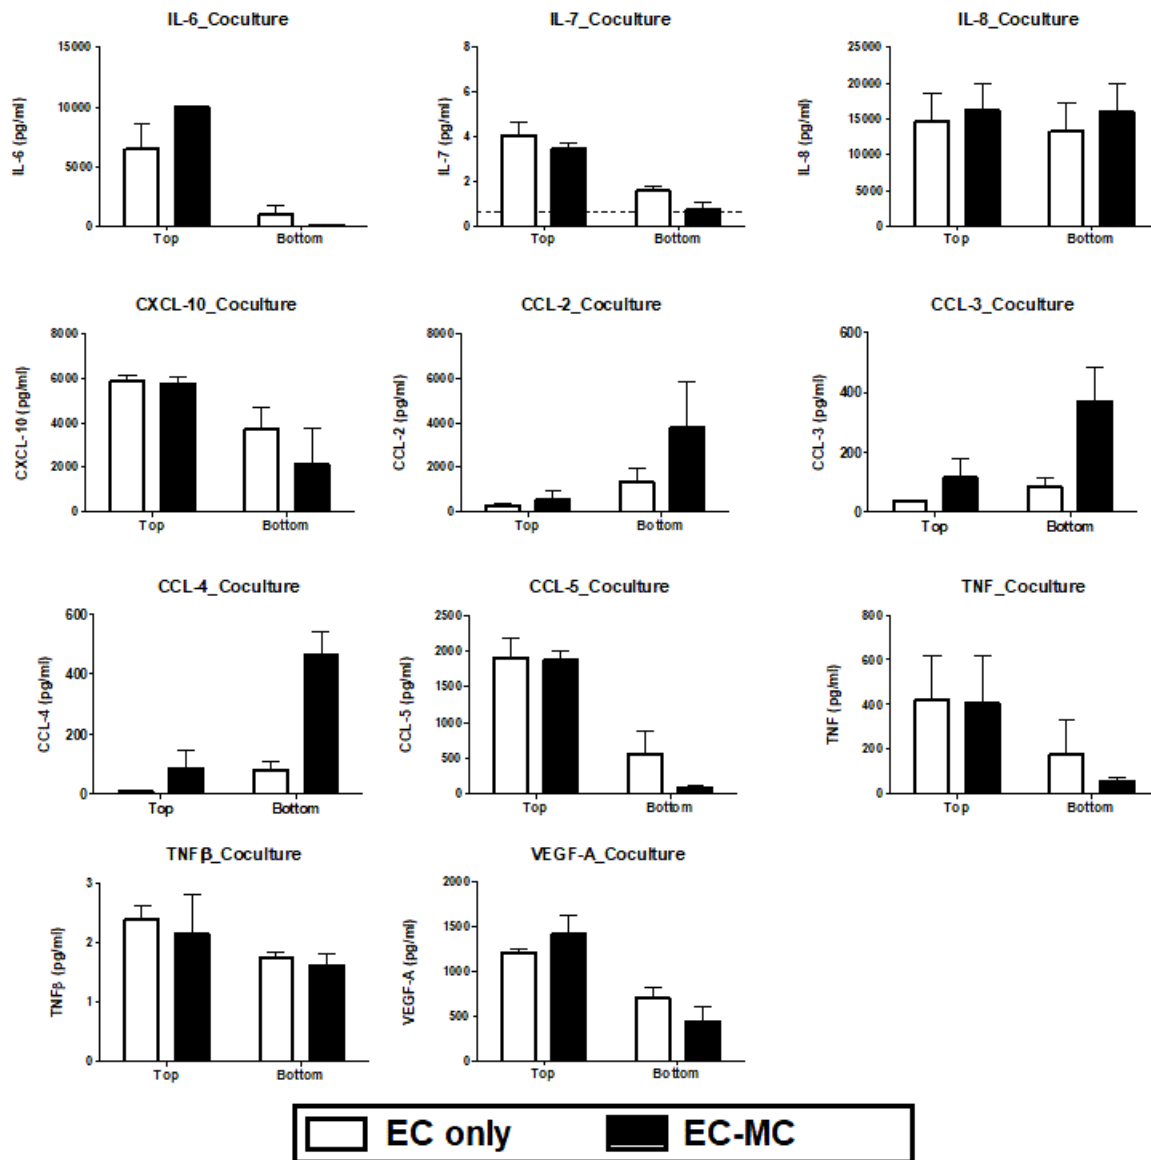 IL-6_Coculture
IL-6 (pg/ml)
15000
10000
5000
0
Top Bottom
IL-7_Coculture
IL-7 (pg/ml)
8
6
4
2
0
Top Bottom
IL-8_Coculture
IL-8 (pg/ml)
25000
20000
15000
10000
5000
0
Top Bottom
CXCL-10_Coculture
CXCL-10 (pg/ml)
8000
6000
4000
2000
0
Top Bottom
CCL-2_Coculture
CCL-2 (pg/ml)
8000
6000
4000
2000
0
Top Bottom
CCL-3_Coculture
CCL-3 (pg/ml)
600
400
200
0
Top Bottom
CCL-4_Coculture
CCL-4 (pg/ml)
600
400
200
0
Top Bottom
CCL-5_Coculture
CCL-5 (pg/ml)
2500
2000
1500
1000
500
0
Top Bottom
TNF_Coculture
TNF (pg/ml)
800
600
400
200
0
Top Bottom
TNFβ_Coculture
TNFβ (pg/ml)
3
2
1
0
Top Bottom
VEGF-A_Coculture
VEGF-A (pg/ml)
2000
1500
1000
500
0
Top Bottom
EC only EC-MC